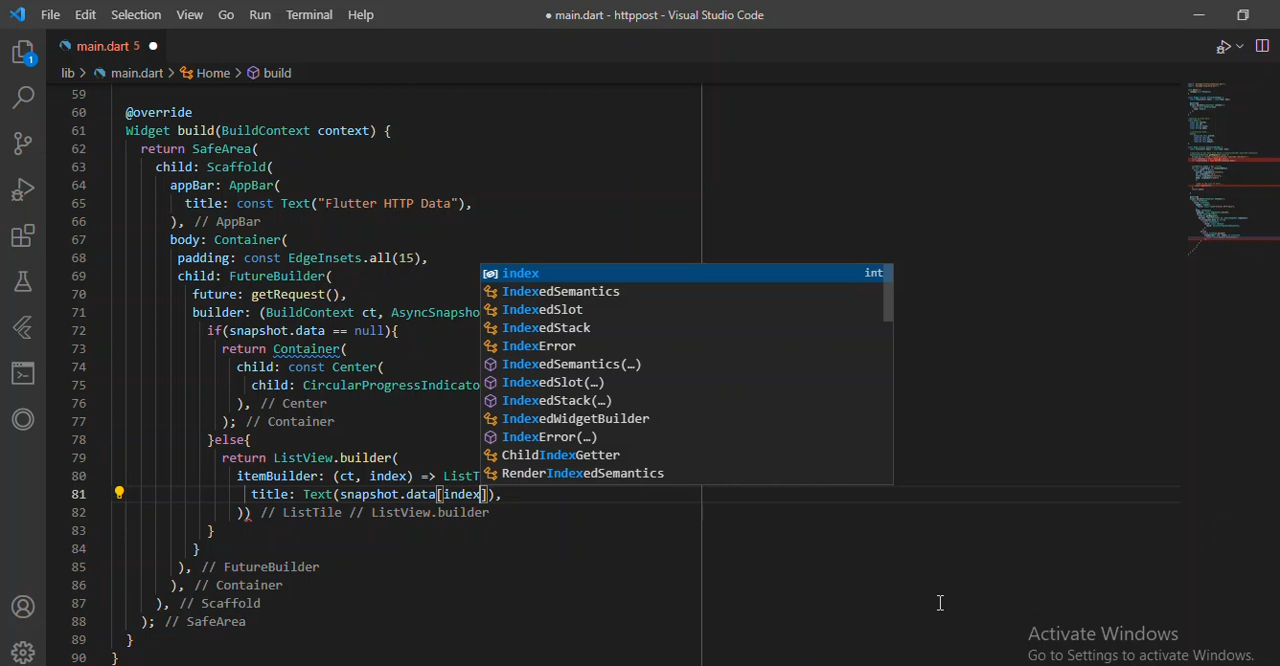 File Edit Selection View Go Run Terminal Help ● main.dart - httppost - Visual Studio Code
1
main.dart 5 ●
lib > main.dart > Home > build
59
60 @override
61 Widget build(BuildContext context) {
62 return SafeArea(
63 child: Scaffold(
64 appBar: AppBar(
65 title: const Text("Flutter HTTP Data"),
66 ), // AppBar
67 body: Container(
68 padding: const EdgeInsets.all(15),
69 child: FutureBuilder(
70 future: getRequest(),
71 builder: (BuildContext ct, AsyncSnapsho
72 if(snapshot.data == null){
73 return Container(
74 child: const Center(
75 child: CircularProgressIndicato
76 ), // Center
77 ); // Container
78 }else{
79 return ListView.builder(
80 itemBuilder: (ct, index) => ListT
81 title: Text(snapshot.data[index]),
82 )) // ListTile // ListView.builder
83 }
84 }
85 ), // FutureBuilder
86 ), // Container
87 ), // Scaffold
88 ); // SafeArea
89 }
90 }
index int
IndexedSemantics
IndexedSlot
IndexedStack
IndexError
IndexedSemantics(…)
IndexedSlot(…)
IndexedStack(…)
IndexedWidgetBuilder
IndexError(…)
ChildIndexGetter
RenderIndexedSemantics
Activate Windows
Go to Settings to activate Windows.